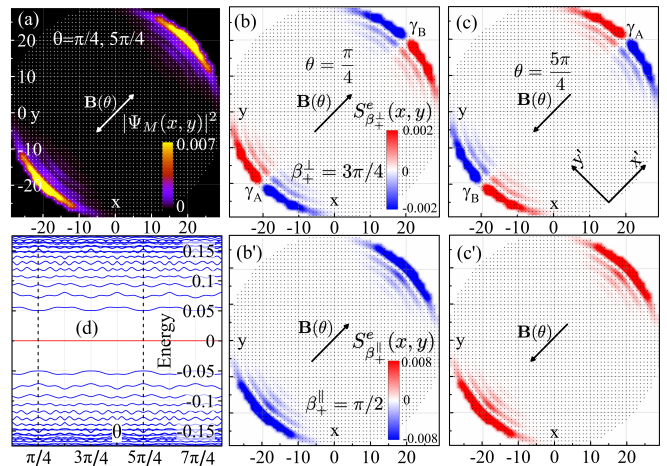 (a)
θ=π/4, 5π/4
B(θ)
|Ψ_M(x, y)|²
0.007
0
20
10
0 y
-10
-20
-20 -10 0 10 20
x
(b)
γ_B
θ = π/4
B(θ)
S^e_{β_+^⊥}(x, y)
0.002
-0.002
β_+^⊥ = 3π/4
γ_A
y
x
-20 -10 0 10 20
(c)
γ_A
θ = 5π/4
B(θ)
y'
x'
γ_B
y
x
-20 -10 0 10 20
(d)
Energy
0.15
0.1
0.05
0
-0.05
-0.1
-0.15
θ
π/4 3π/4 5π/4 7π/4
(b')
B(θ)
S^e_{β_+^∥}(x, y)
0.008
-0.008
β_+^∥ = π/2
y
x
-20 -10 0 10 20
(c')
B(θ)
y
x
-20 -10 0 10 20